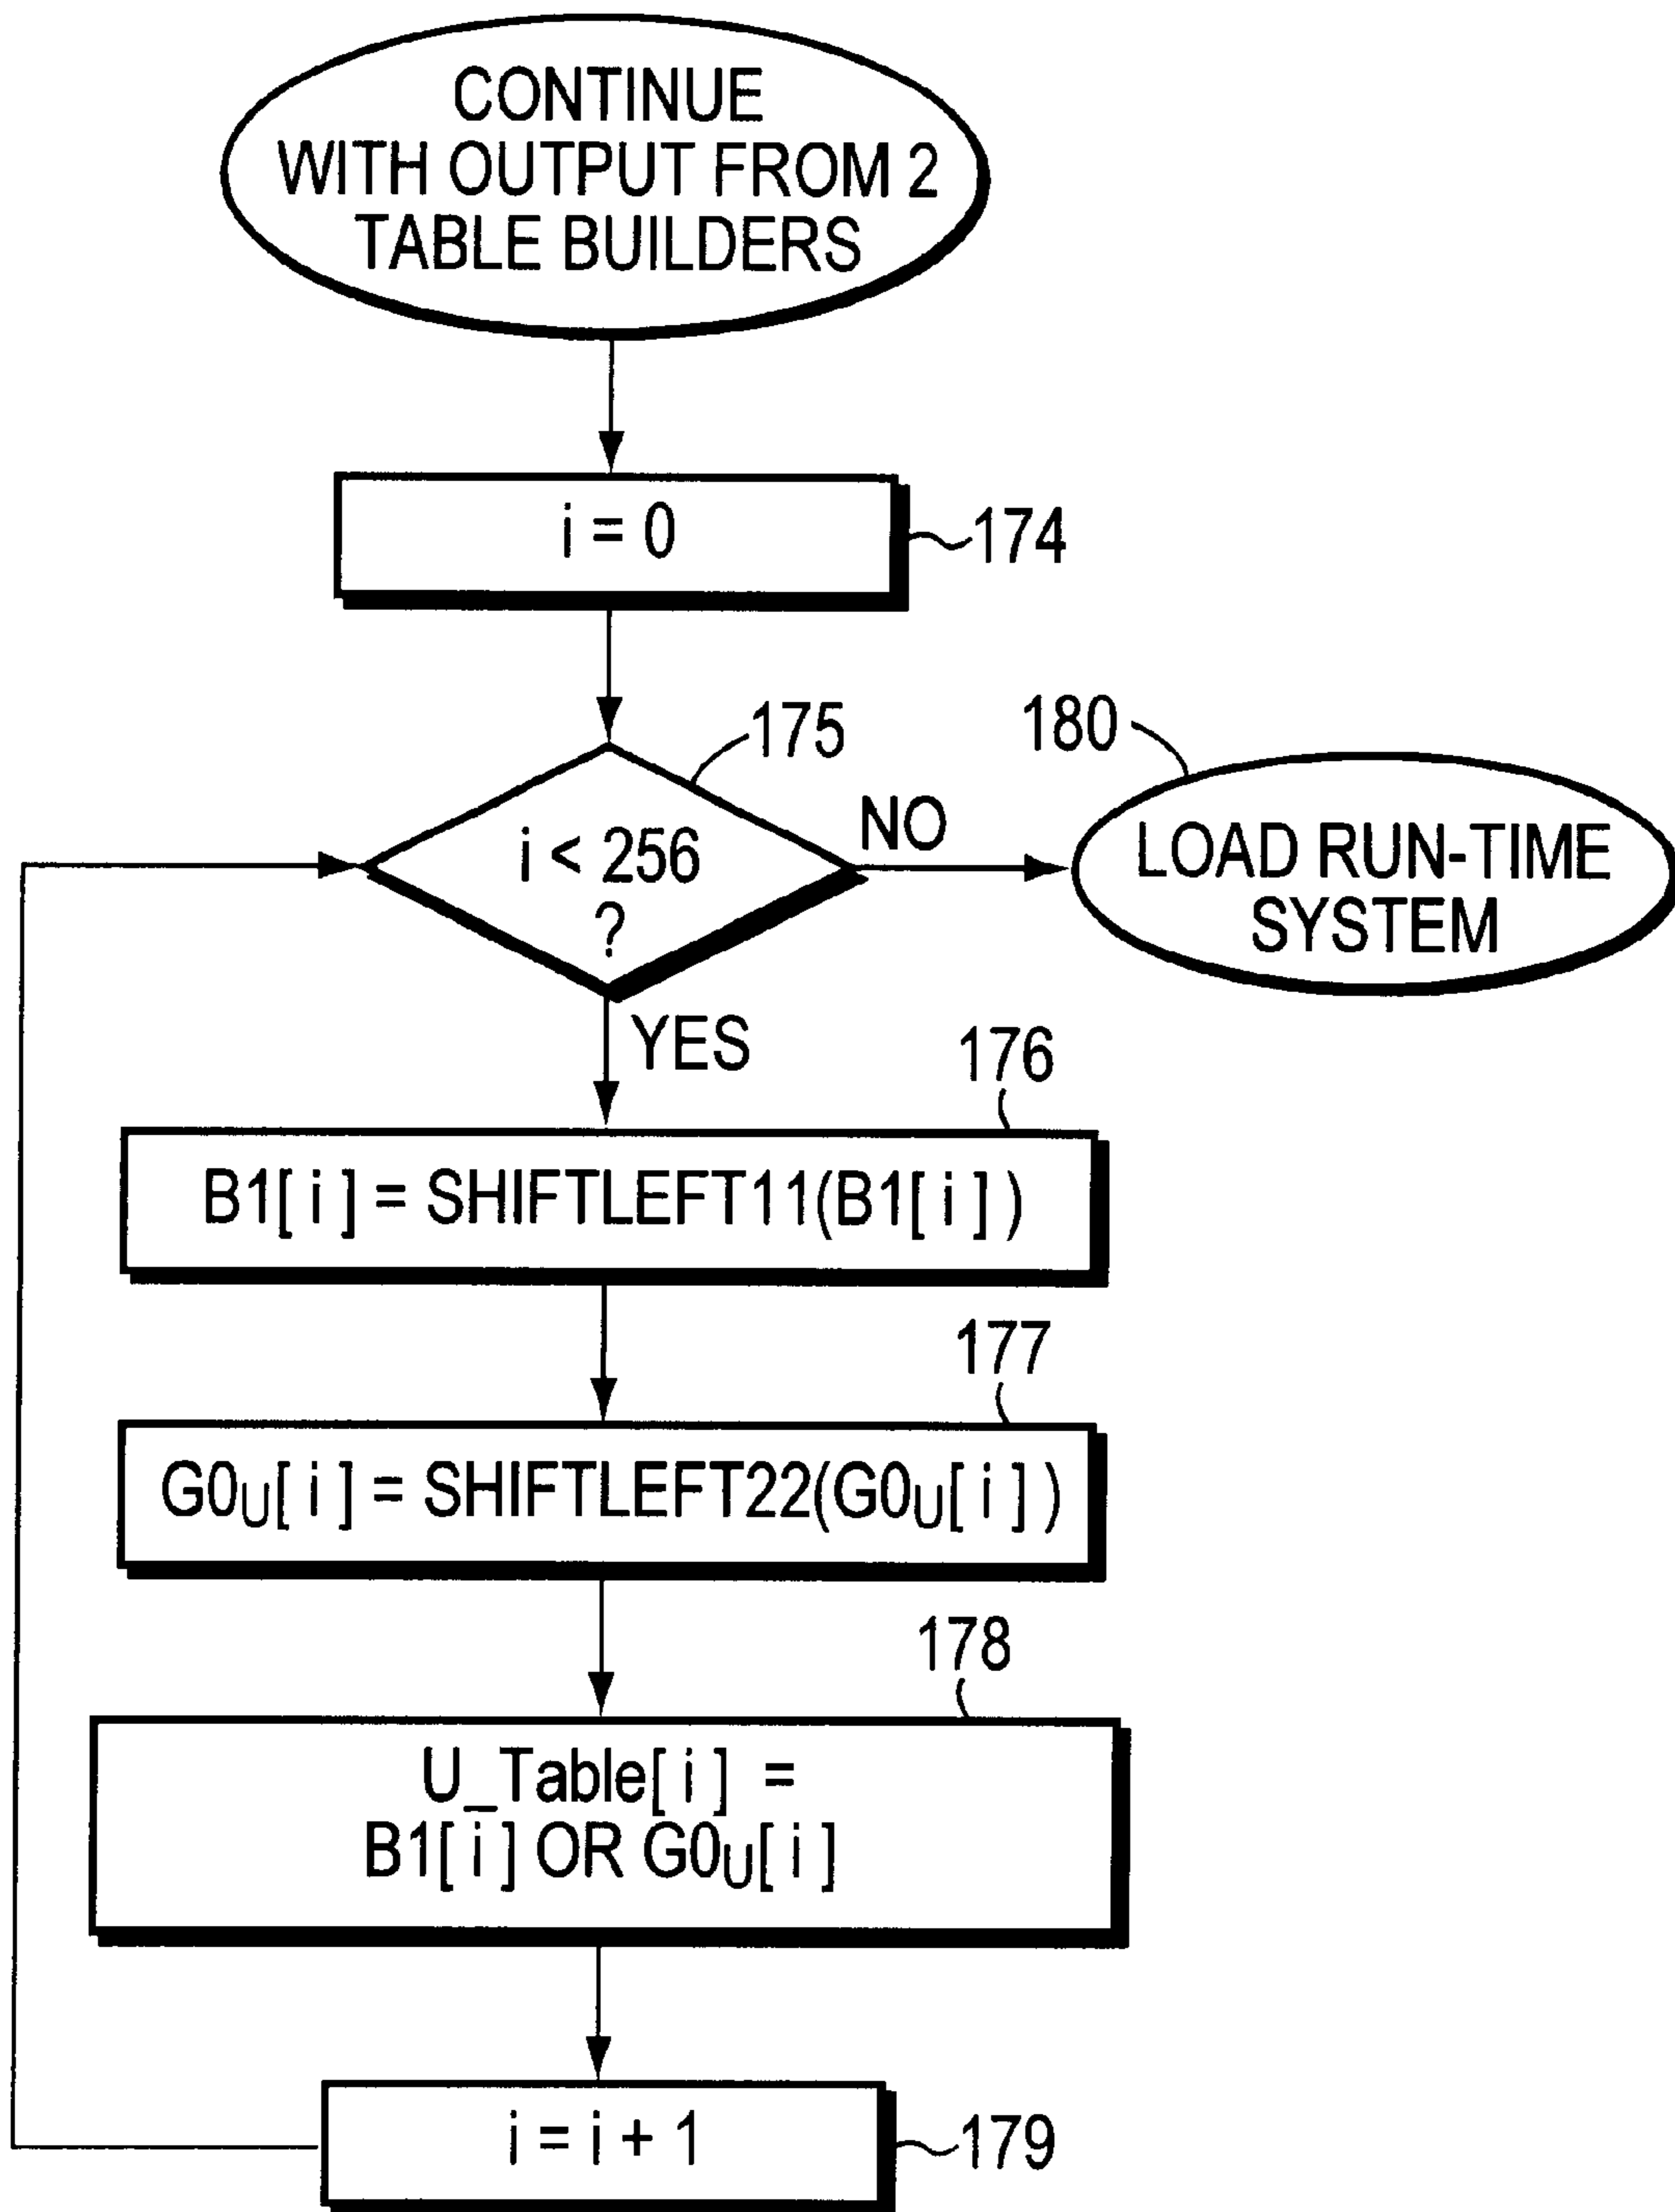 CONTINUE
WITH OUTPUT FROM 2
TABLE BUILDERS
i = 0
174
175
i < 256
?
NO
180
LOAD RUN-TIME
SYSTEM
YES
176
B1[ i ] = SHIFTLEFT11(B1[ i ] )
177
G0U[ i ] = SHIFTLEFT22(G0U[ i ] )
178
U_Table[ i ] =
B1[ i ] OR G0U[ i ]
i = i + 1
179